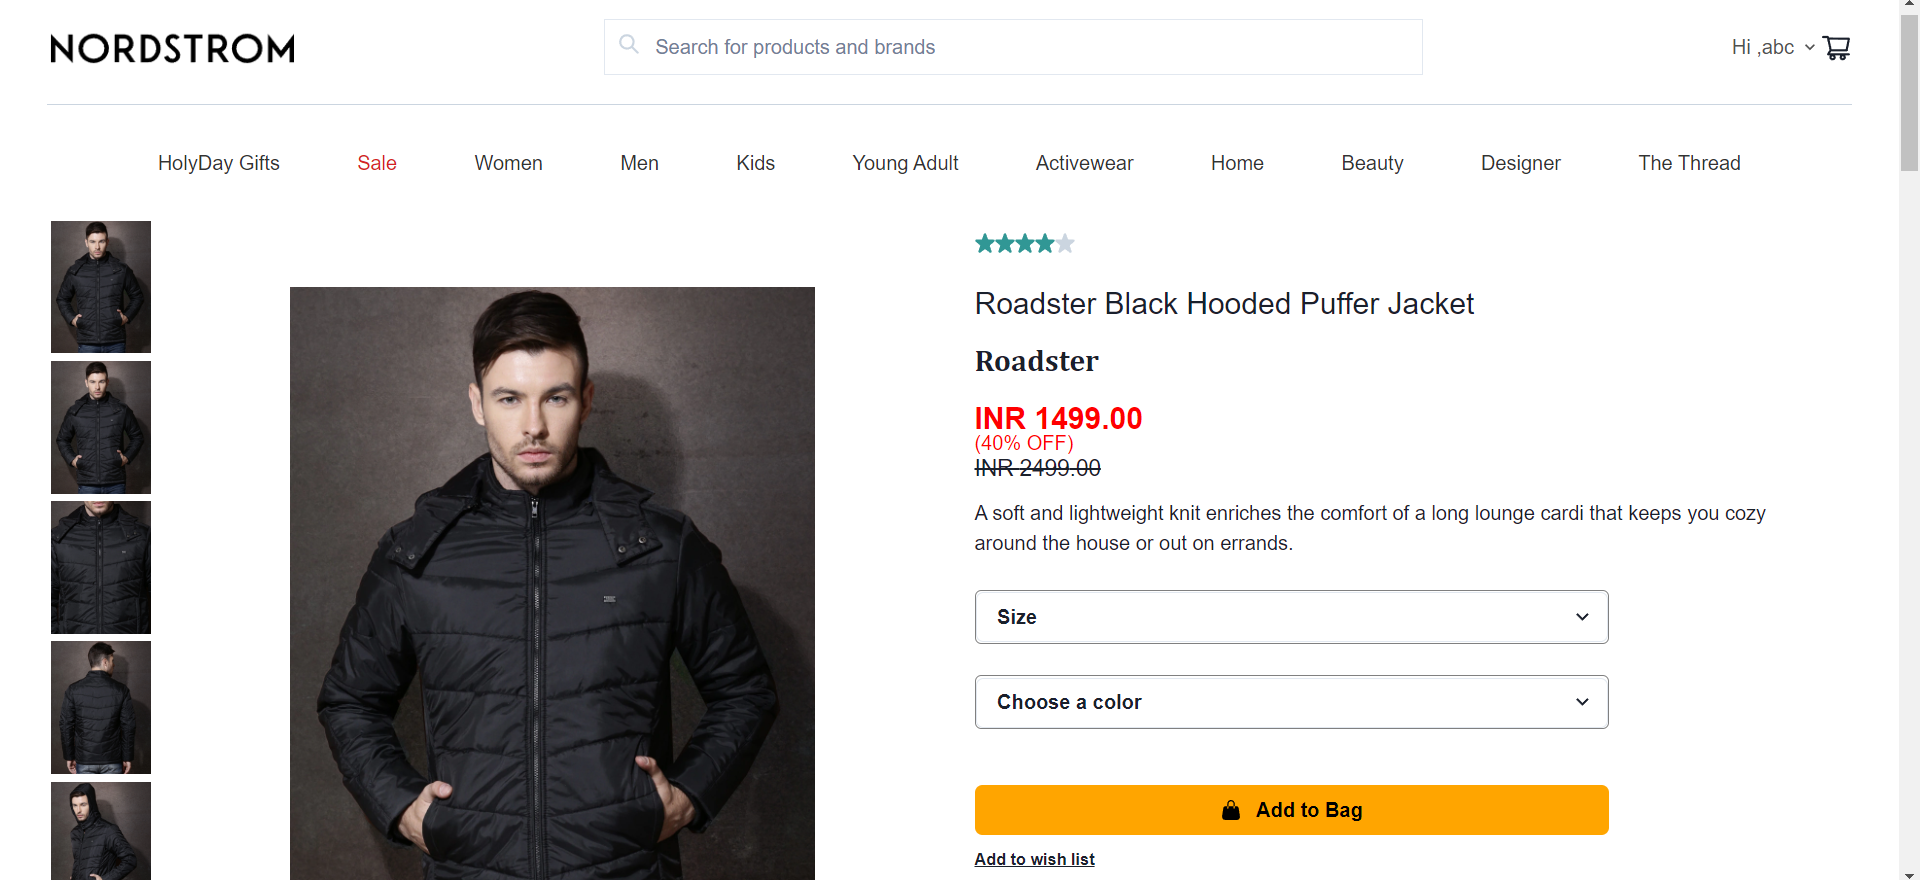 NORDSTROM
Search for products and brands
Hi ,abc
HolyDay Gifts
Sale
Women
Men
Kids
Young Adult
Activewear
Home
Beauty
Designer
The Thread
Roadster Black Hooded Puffer Jacket
Roadster
INR 1499.00
(40% OFF)
INR 2499.00
A soft and lightweight knit enriches the comfort of a long lounge cardi that keeps you cozy
around the house or out on errands.
Size
Choose a color
Add to Bag
Add to wish list